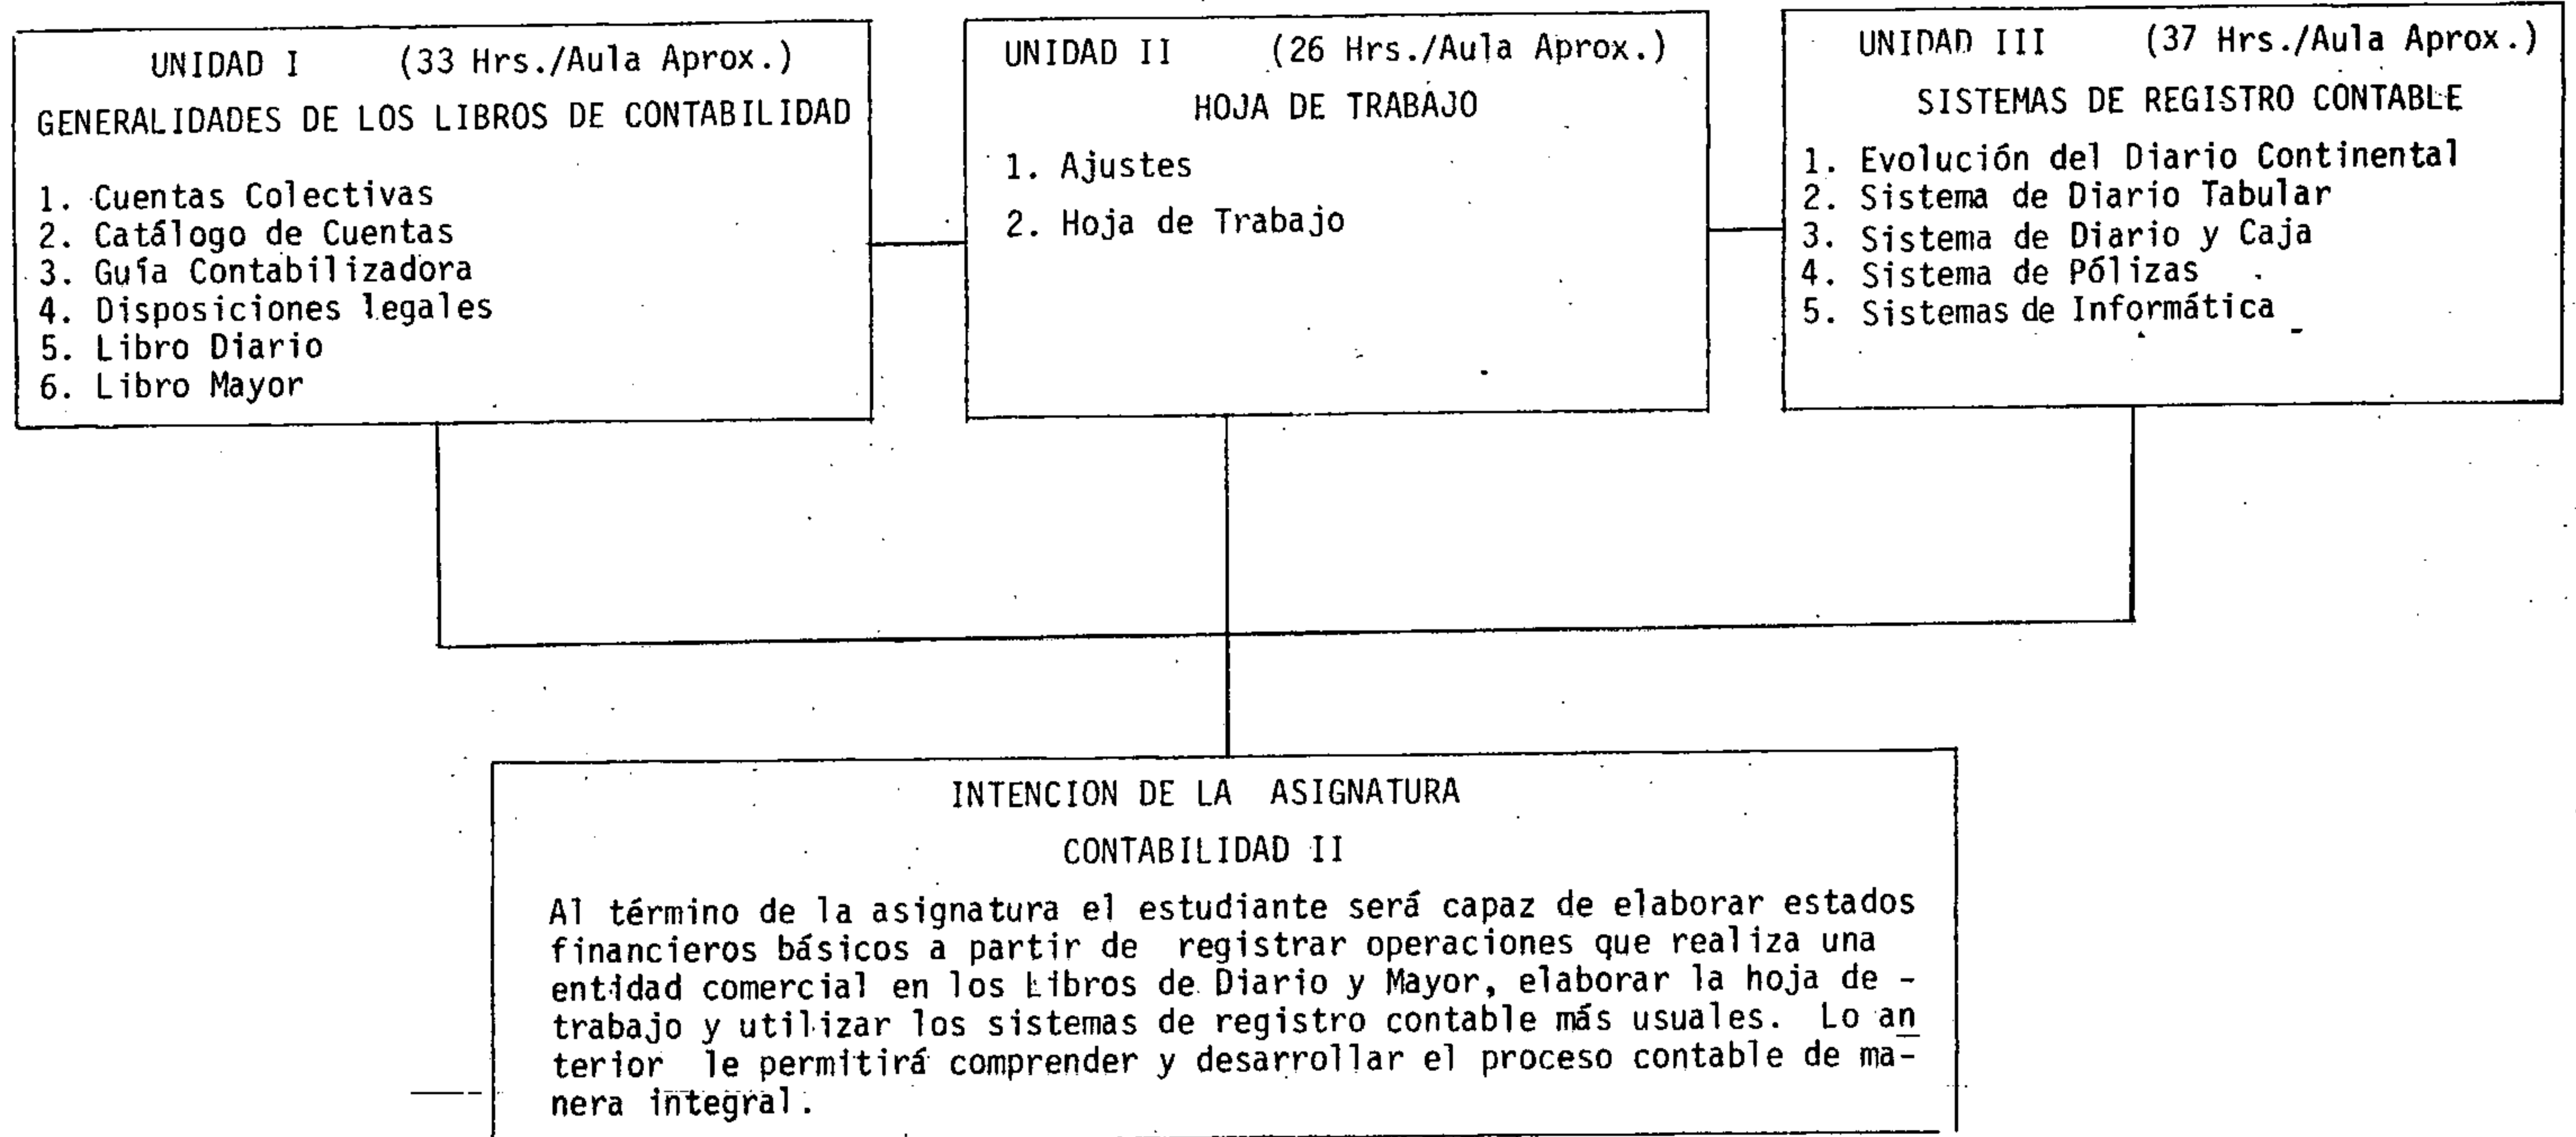 UNIDAD I (33 Hrs./Aula Aprox.)
GENERALIDADES DE LOS LIBROS DE CONTABILIDAD
1. Cuentas Colectivas
2. Catálogo de Cuentas
3. Guía Contabilizadora
4. Disposiciones legales
5. Libro Diario
6. Libro Mayor
UNIDAD II (26 Hrs./Aula Aprox.)
HOJA DE TRABAJO
1. Ajustes
2. Hoja de Trabajo
UNIDAD III (37 Hrs./Aula Aprox.)
SISTEMAS DE REGISTRO CONTABLE
1. Evolución del Diario Continental
2. Sistema de Diario Tabular
3. Sistema de Diario y Caja
4. Sistema de Pólizas
5. Sistemas de Informática
INTENCION DE LA ASIGNATURA
CONTABILIDAD II
Al término de la asignatura el estudiante será capaz de elaborar estados
financieros básicos a partir de registrar operaciones que realiza una
entidad comercial en los Libros de Diario y Mayor, elaborar la hoja de -
trabajo y utilizar los sistemas de registro contable más usuales. Lo an
terior le permitirá comprender y desarrollar el proceso contable de ma-
nera integral.